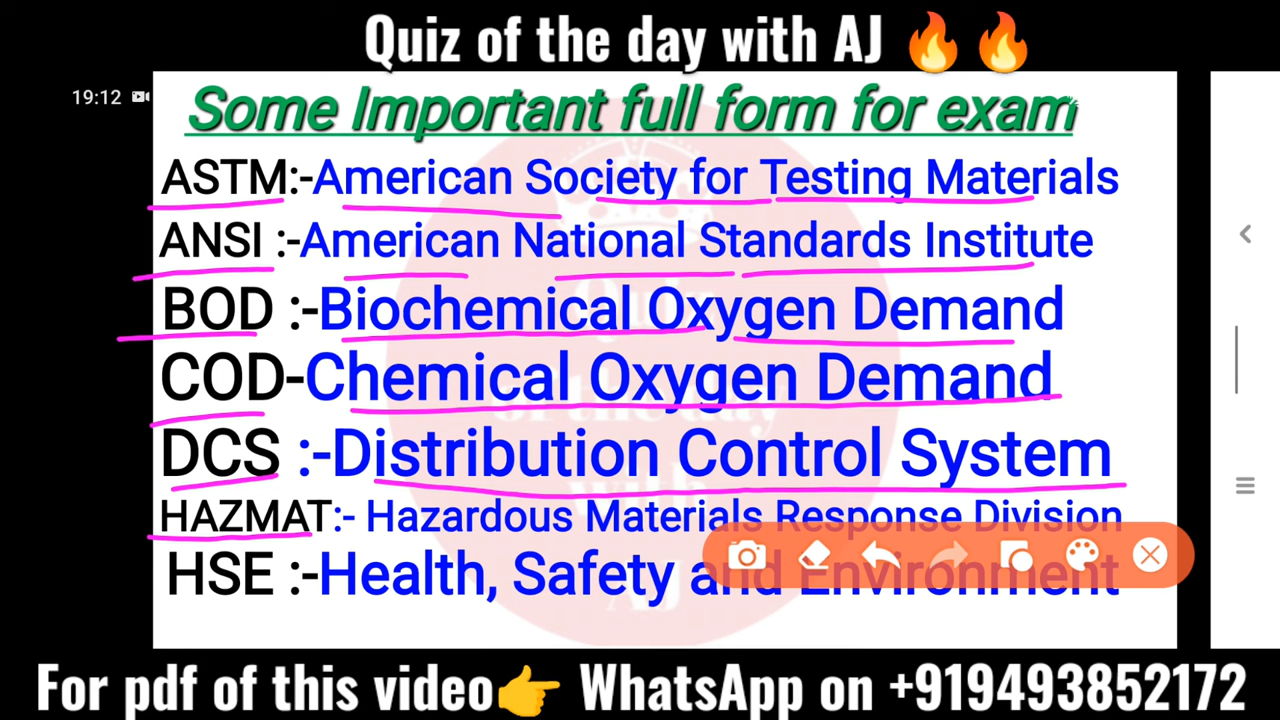 Quiz of the day with AJ 🔥🔥
19:12
Some Important full form for exam
ASTM:-American Society for Testing Materials
ANSI :-American National Standards Institute
BOD :-Biochemical Oxygen Demand
COD-Chemical Oxygen Demand
DCS :-Distribution Control System
HAZMAT:- Hazardous Materials Response Division
HSE :-Health, Safety and Environment
For pdf of this video👉 WhatsApp on +919493852172